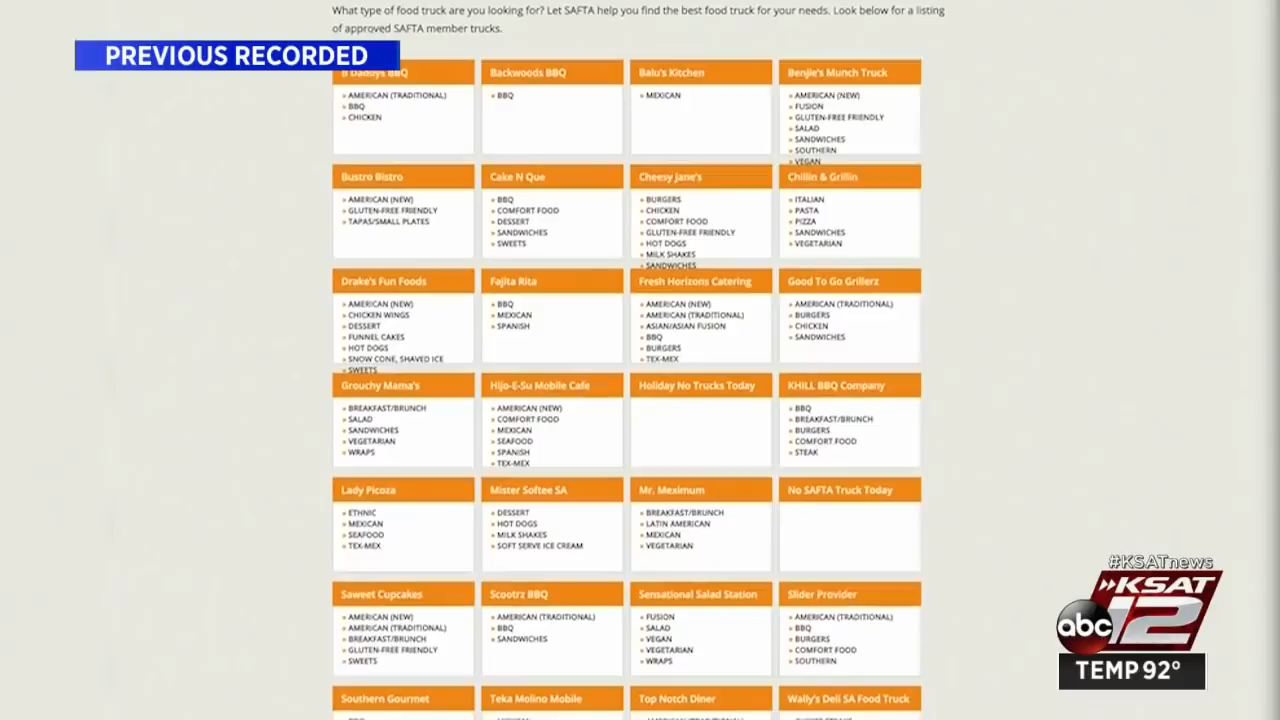 What type of food truck are you looking for? Let SAFTA help you find the best food truck for your needs. Look below for a listing
of approved SAFTA member trucks.
PREVIOUS RECORDED
B Daddys BBQ
» AMERICAN (TRADITIONAL)
» BBQ
» CHICKEN
Backwoods BBQ
» BBQ
Balu's Kitchen
» MEXICAN
Benjie's Munch Truck
» AMERICAN (NEW)
» FUSION
» GLUTEN-FREE FRIENDLY
» SALAD
» SANDWICHES
» SOUTHERN
» VEGAN
Bustro Bistro
» AMERICAN (NEW)
» GLUTEN-FREE FRIENDLY
» TAPAS/SMALL PLATES
Cake N Que
» BBQ
» COMFORT FOOD
» DESSERT
» SANDWICHES
» SWEETS
Cheesy Jane's
» BURGERS
» CHICKEN
» COMFORT FOOD
» GLUTEN-FREE FRIENDLY
» HOT DOGS
» MILK SHAKES
» SANDWICHES
Chillin & Grillin
» ITALIAN
» PASTA
» PIZZA
» SANDWICHES
» VEGETARIAN
Drake's Fun Foods
» AMERICAN (NEW)
» CHICKEN WINGS
» DESSERT
» FUNNEL CAKES
» HOT DOGS
» SNOW CONE, SHAVED ICE
» SWEETS
Fajita Rita
» BBQ
» MEXICAN
» SPANISH
Fresh Horizons Catering
» AMERICAN (NEW)
» AMERICAN (TRADITIONAL)
» ASIAN/ASIAN FUSION
» BBQ
» BURGERS
» TEX-MEX
Good To Go Grillerz
» AMERICAN (TRADITIONAL)
» BURGERS
» CHICKEN
» SANDWICHES
Grouchy Mama's
» BREAKFAST/BRUNCH
» SALAD
» SANDWICHES
» VEGETARIAN
» WRAPS
Hijo-E-Su Mobile Cafe
» AMERICAN (NEW)
» COMFORT FOOD
» MEXICAN
» SEAFOOD
» SPANISH
» TEX-MEX
Holiday No Trucks Today
KHILL BBQ Company
» BBQ
» BREAKFAST/BRUNCH
» BURGERS
» COMFORT FOOD
» STEAK
Lady Picoza
» ETHNIC
» MEXICAN
» SEAFOOD
» TEX-MEX
Mister Softee SA
» DESSERT
» HOT DOGS
» MILK SHAKES
» SOFT SERVE ICE CREAM
Mr. Meximum
» BREAKFAST/BRUNCH
» LATIN AMERICAN
» MEXICAN
» VEGETARIAN
No SAFTA Truck Today
Saweet Cupcakes
» AMERICAN (NEW)
» AMERICAN (TRADITIONAL)
» BREAKFAST/BRUNCH
» GLUTEN-FREE FRIENDLY
» SWEETS
Scootrz BBQ
» AMERICAN (TRADITIONAL)
» BBQ
» SANDWICHES
Sensational Salad Station
» FUSION
» SALAD
» VEGAN
» VEGETARIAN
» WRAPS
Slider Provider
» AMERICAN (TRADITIONAL)
» BBQ
» BURGERS
» COMFORT FOOD
» SOUTHERN
Southern Gourmet
Teka Molino Mobile
Top Notch Diner
Wally's Deli SA Food Truck
#KSATnews
KSAT
abc 12
TEMP 92°